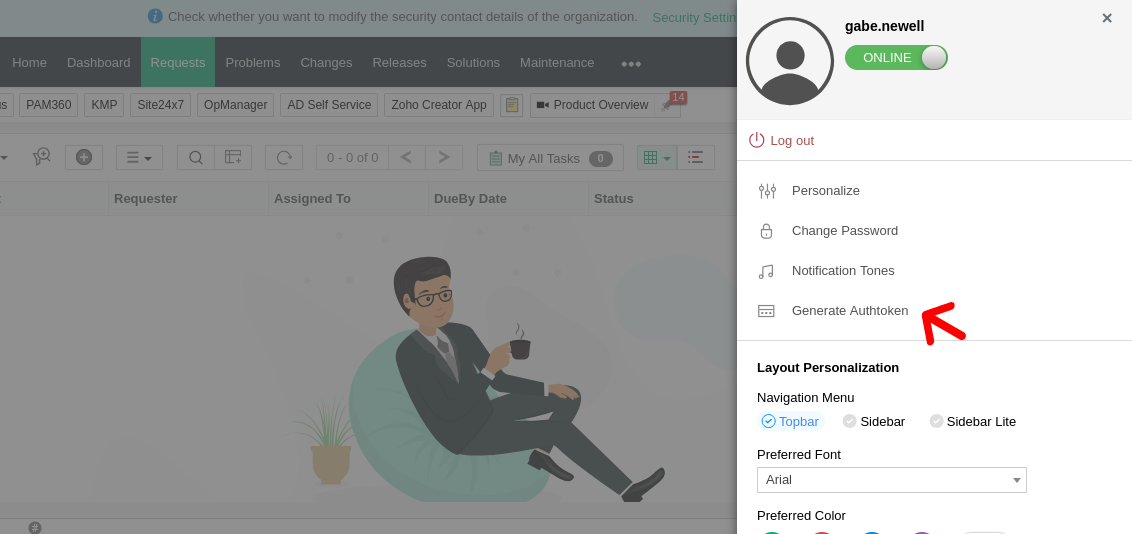 Check whether you want to modify the security contact details of the organization. Security Settin
Home Dashboard Requests Problems Changes Releases Solutions Maintenance
us PAM360 KMP Site24x7 OpManager AD Self Service Zoho Creator App Product Overview 14
0 - 0 of 0 My All Tasks 0
Requester Assigned To DueBy Date Status
#
gabe.newell
ONLINE
Log out
Personalize
Change Password
Notification Tones
Generate Authtoken
Layout Personalization
Navigation Menu
Topbar Sidebar Sidebar Lite
Preferred Font
Arial
Preferred Color